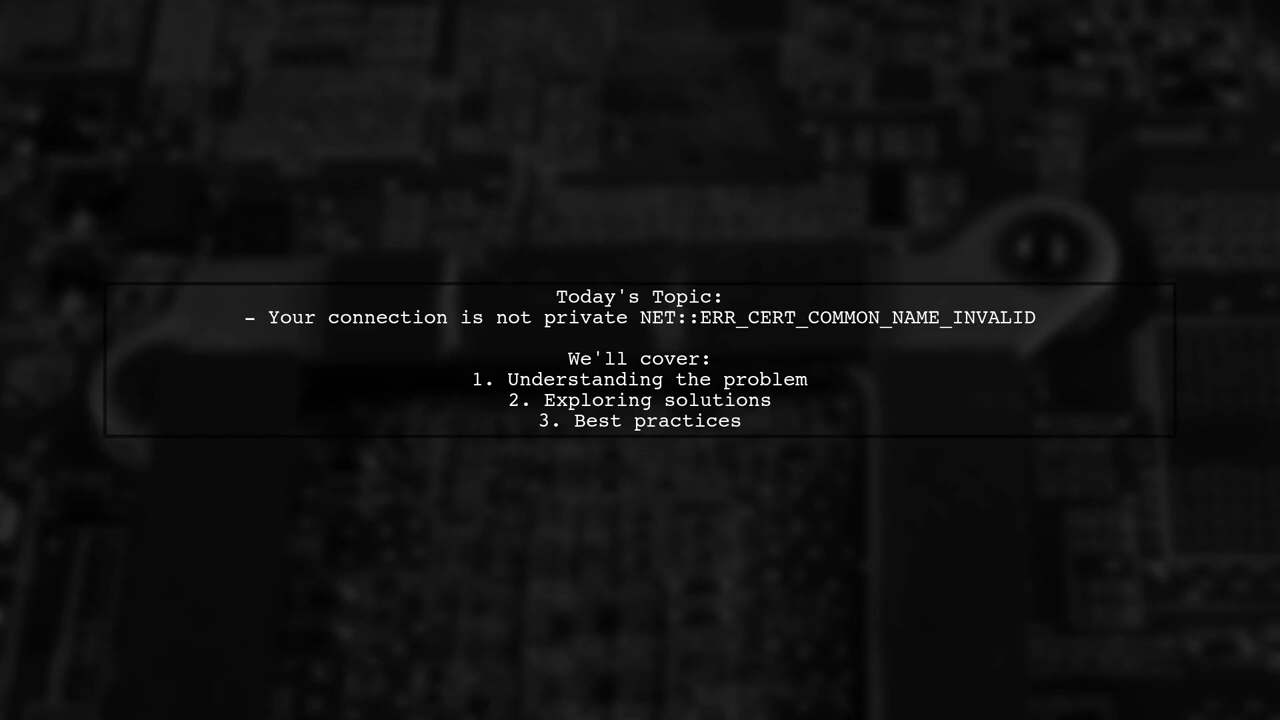 Today's Topic:
- Your connection is not private NET::ERR_CERT_COMMON_NAME_INVALID
We'll cover:
1. Understanding the problem
2. Exploring solutions
3. Best practices